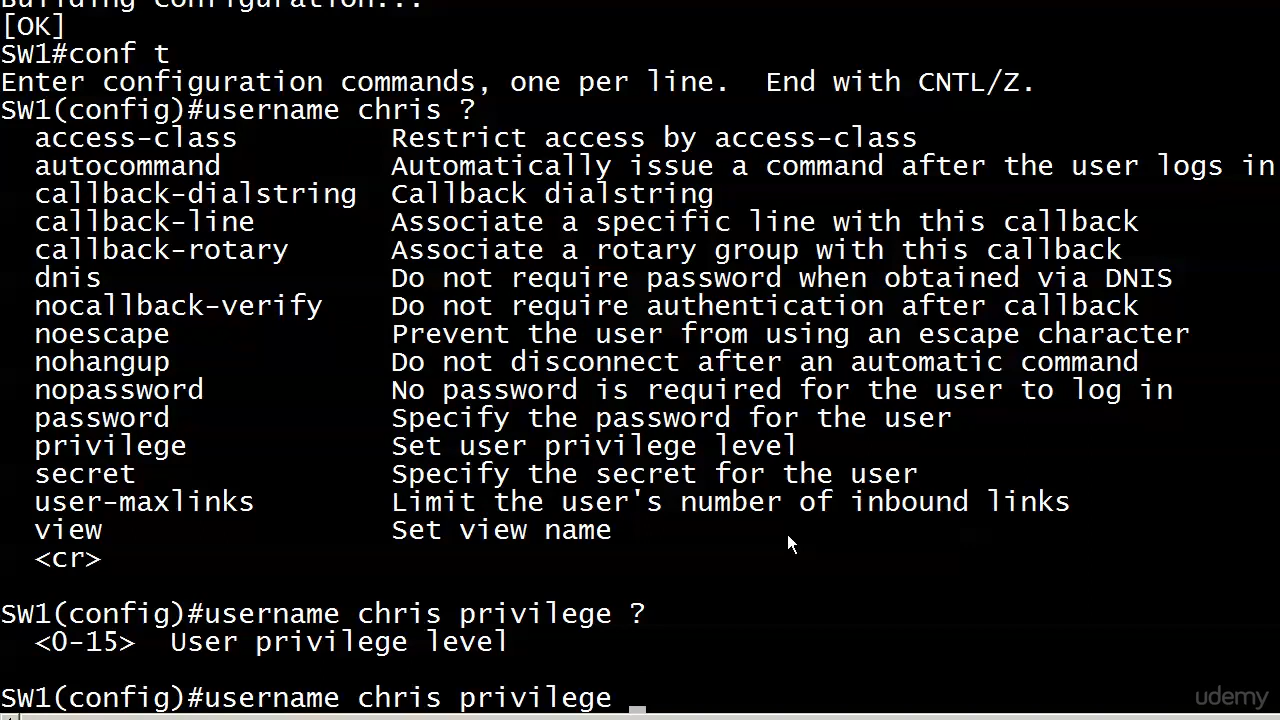 Building configuration...
[OK]
SW1#conf t
Enter configuration commands, one per line.  End with CNTL/Z.
SW1(config)#username chris ?
  access-class         Restrict access by access-class
  autocommand          Automatically issue a command after the user logs in
  callback-dialstring  Callback dialstring
  callback-line        Associate a specific line with this callback
  callback-rotary      Associate a rotary group with this callback
  dnis                 Do not require password when obtained via DNIS
  nocallback-verify    Do not require authentication after callback
  noescape             Prevent the user from using an escape character
  nohangup             Do not disconnect after an automatic command
  nopassword           No password is required for the user to log in
  password             Specify the password for the user
  privilege            Set user privilege level
  secret               Specify the secret for the user
  user-maxlinks        Limit the user's number of inbound links
  view                 Set view name
  <cr>
SW1(config)#username chris privilege ?
  <0-15>  User privilege level
SW1(config)#username chris privilege
udemy